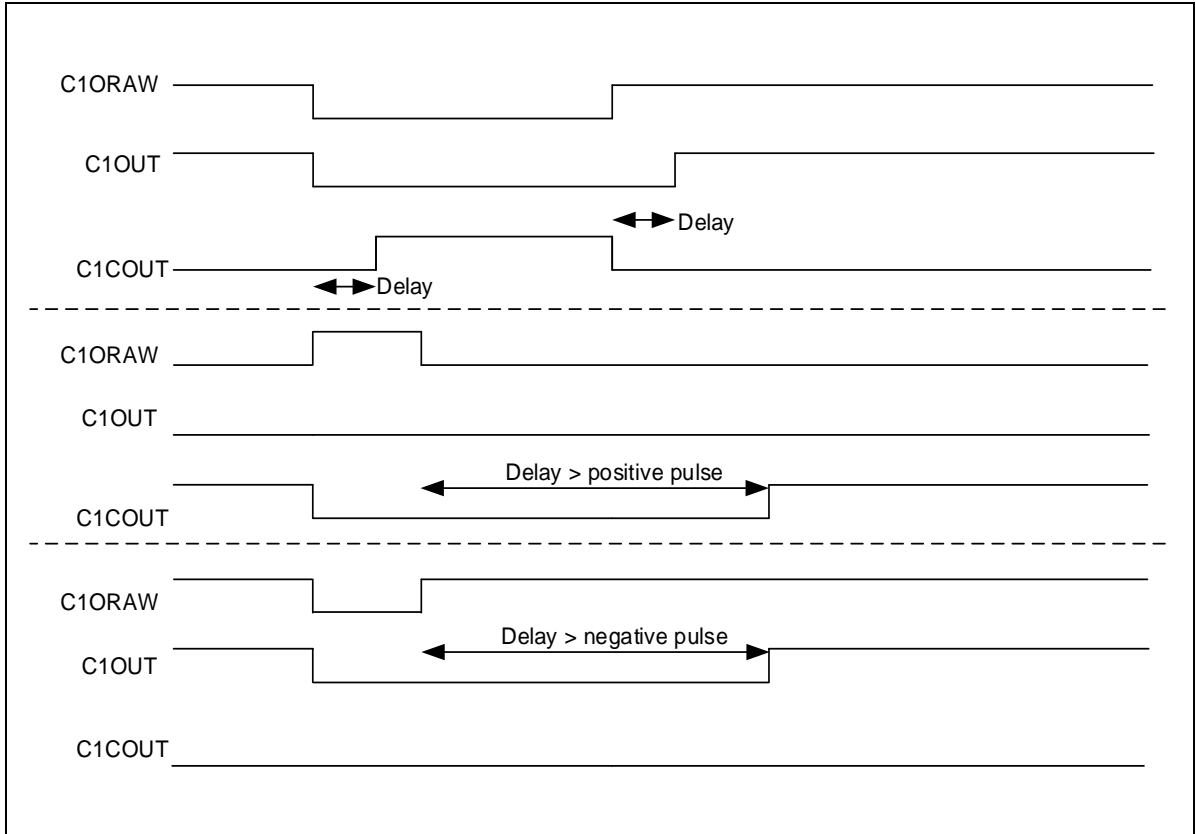 C1ORAW
C1OUT
Delay
C1COUT
Delay
C1ORAW
C1OUT
Delay > positive pulse
C1COUT
C1ORAW
Delay > negative pulse
C1OUT
C1COUT